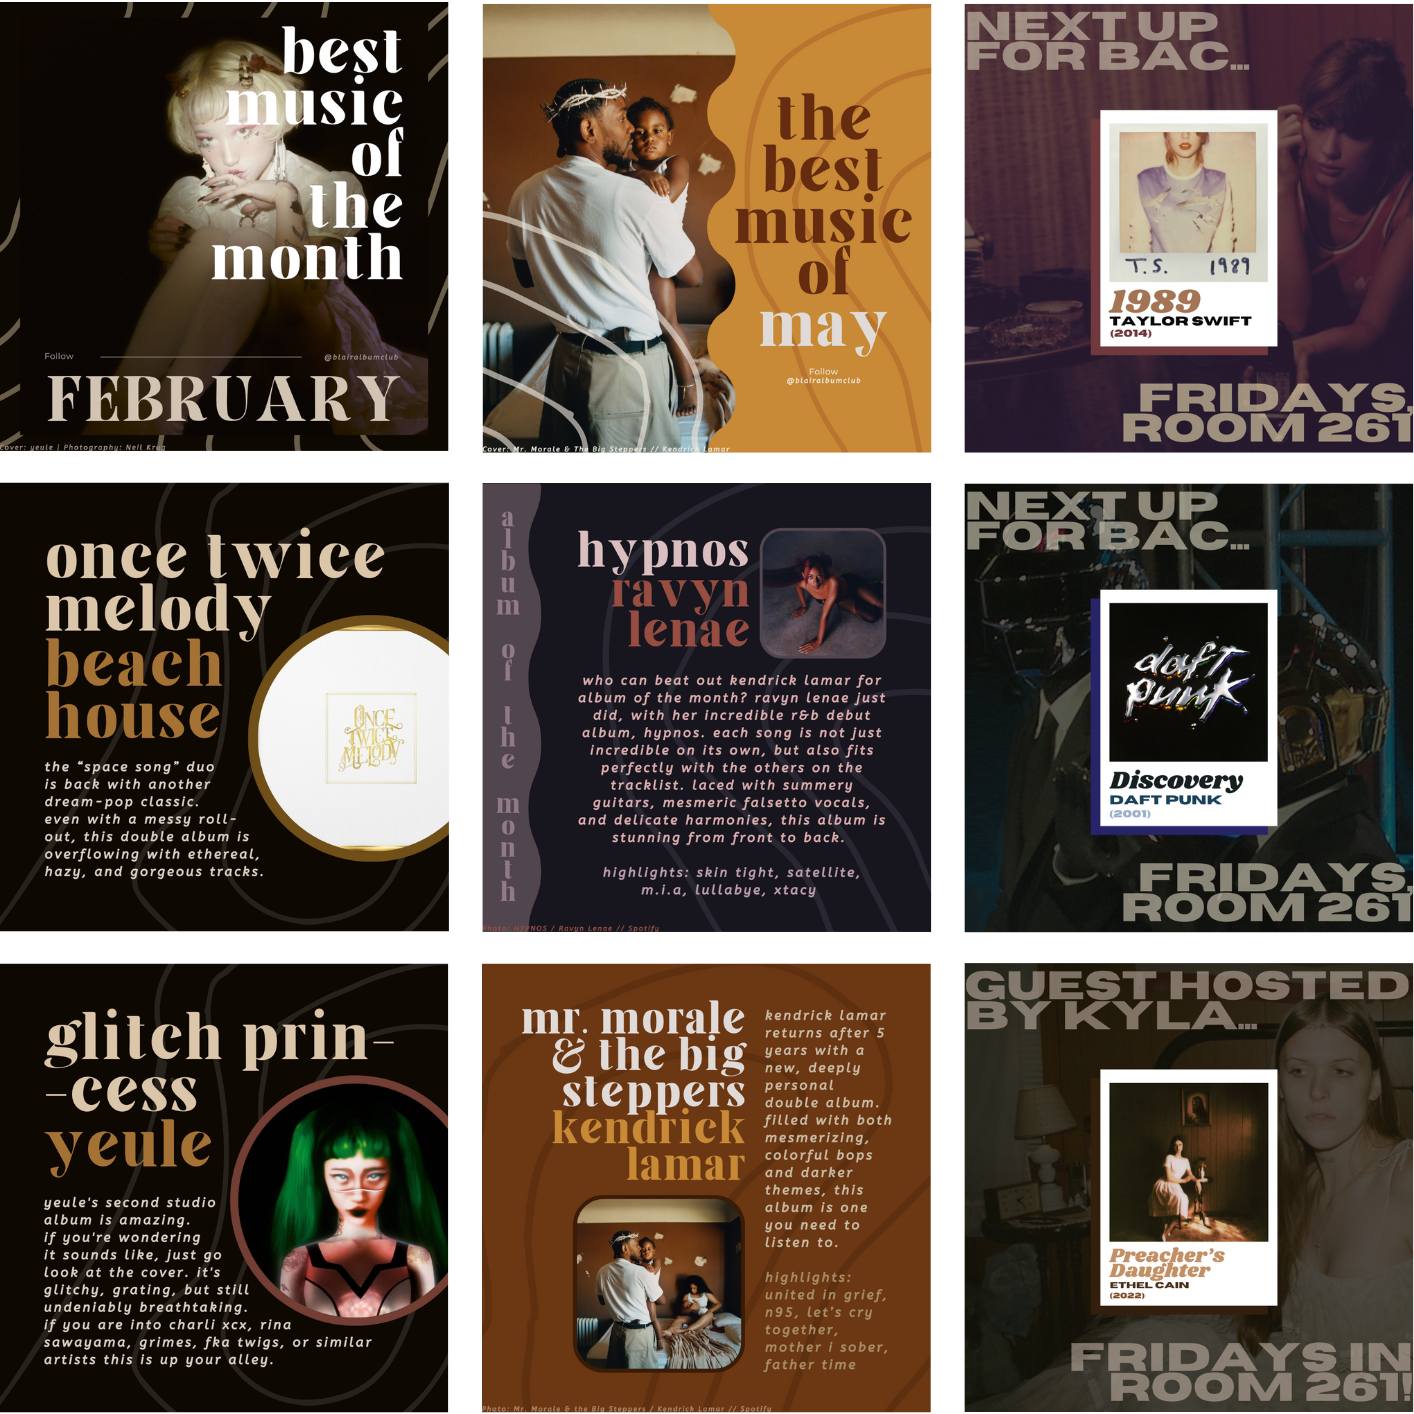 best
music
of
the
month
Follow
@blairalbumclub
FEBRUARY
Cover: yeule | Photography: Neil Krug
the
best
music
of
may
Follow
@blairalbumclub
Cover: Mr. Morale & The Big Steppers // Kendrick Lamar
NEXT UP
FOR BAC...
T.S. 1989
1989
TAYLOR SWIFT
(2014)
FRIDAYS,
ROOM 261
once twice
melody
beach
house
ONCE
TWICE
MELODY
the “space song” duo
is back with another
dream-pop classic.
even with a messy roll-
out, this double album is
overflowing with ethereal,
hazy, and gorgeous tracks.
album of the month
hypnos
ravyn
lenae
who can beat out kendrick lamar for
album of the month? ravyn lenae just
did, with her incredible r&b debut
album, hypnos. each song is not just
incredible on its own, but also fits
perfectly with the others on the
tracklist. laced with summery
guitars, mesmeric falsetto vocals,
and delicate harmonies, this album is
stunning from front to back.
highlights: skin tight, satellite,
m.i.a, lullabye, xtacy
Photo: HYPNOS / Ravyn Lenae // Spotify
NEXT UP
FOR BAC...
daft
punk
Discovery
DAFT PUNK
(2001)
FRIDAYS,
ROOM 261
glitch prin-
-cess
yeule
yeule's second studio
album is amazing.
if you're wondering
it sounds like, just go
look at the cover. it's
glitchy, grating, but still
undeniably breathtaking.
if you are into charli xcx, rina
sawayama, grimes, fka twigs, or similar
artists this is up your alley.
mr. morale
& the big
steppers
kendrick
lamar
kendrick lamar
returns after 5
years with a
new, deeply
personal
double album.
filled with both
mesmerizing,
colorful bops
and darker
themes, this
album is one
you need to
listen to.
highlights:
united in grief,
n95, let's cry
together,
mother i sober,
father time
Photo: Mr. Morale & the Big Steppers / Kendrick Lamar // Spotify
GUEST HOSTED
BY KYLA...
Preacher's
Daughter
ETHEL CAIN
(2022)
FRIDAYS IN
ROOM 261!